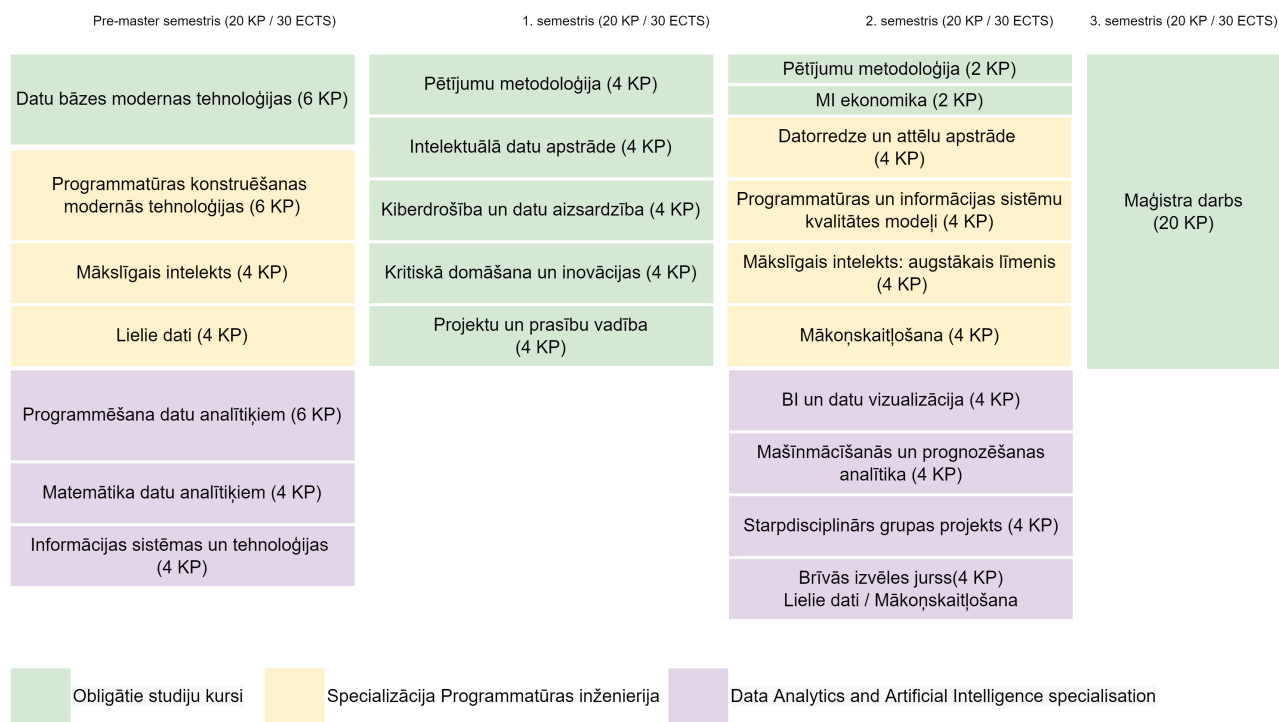 Pre-master semestris (20 KP / 30 ECTS)
1. semestris (20 KP / 30 ECTS)
2. semestris (20 KP / 30 ECTS)
3. semestris (20 KP / 30 ECTS)
Datu bāzes modernas tehnoloģijas (6 KP)
Programmatūras konstruēšanas
modernās tehnoloģijas (6 KP)
Mākslīgais intelekts (4 KP)
Lielie dati (4 KP)
Programmēšana datu analītiķiem (6 KP)
Matemātika datu analītiķiem (4 KP)
Informācijas sistēmas un tehnoloģijas
(4 KP)
Pētījumu metodoloģija (4 KP)
Intelektuālā datu apstrāde (4 KP)
Kiberdrošība un datu aizsardzība (4 KP)
Kritiskā domāšana un inovācijas (4 KP)
Projektu un prasību vadība
(4 KP)
Pētījumu metodoloģija (2 KP)
MI ekonomika (2 KP)
Datorredze un attēlu apstrāde
(4 KP)
Programmatūras un informācijas sistēmu
kvalitātes modeļi (4 KP)
Mākslīgais intelekts: augstākais līmenis
(4 KP)
Mākoņskaitļošana (4 KP)
BI un datu vizualizācija (4 KP)
Mašīnmācīšanās un prognozēšanas
analītika (4 KP)
Starpdisciplinārs grupas projekts (4 KP)
Brīvās izvēles jurss(4 KP)
Lielie dati / Mākoņskaitļošana
Maģistra darbs
(20 KP)
Obligātie studiju kursi
Specializācija Programmatūras inženierija
Data Analytics and Artificial Intelligence specialisation